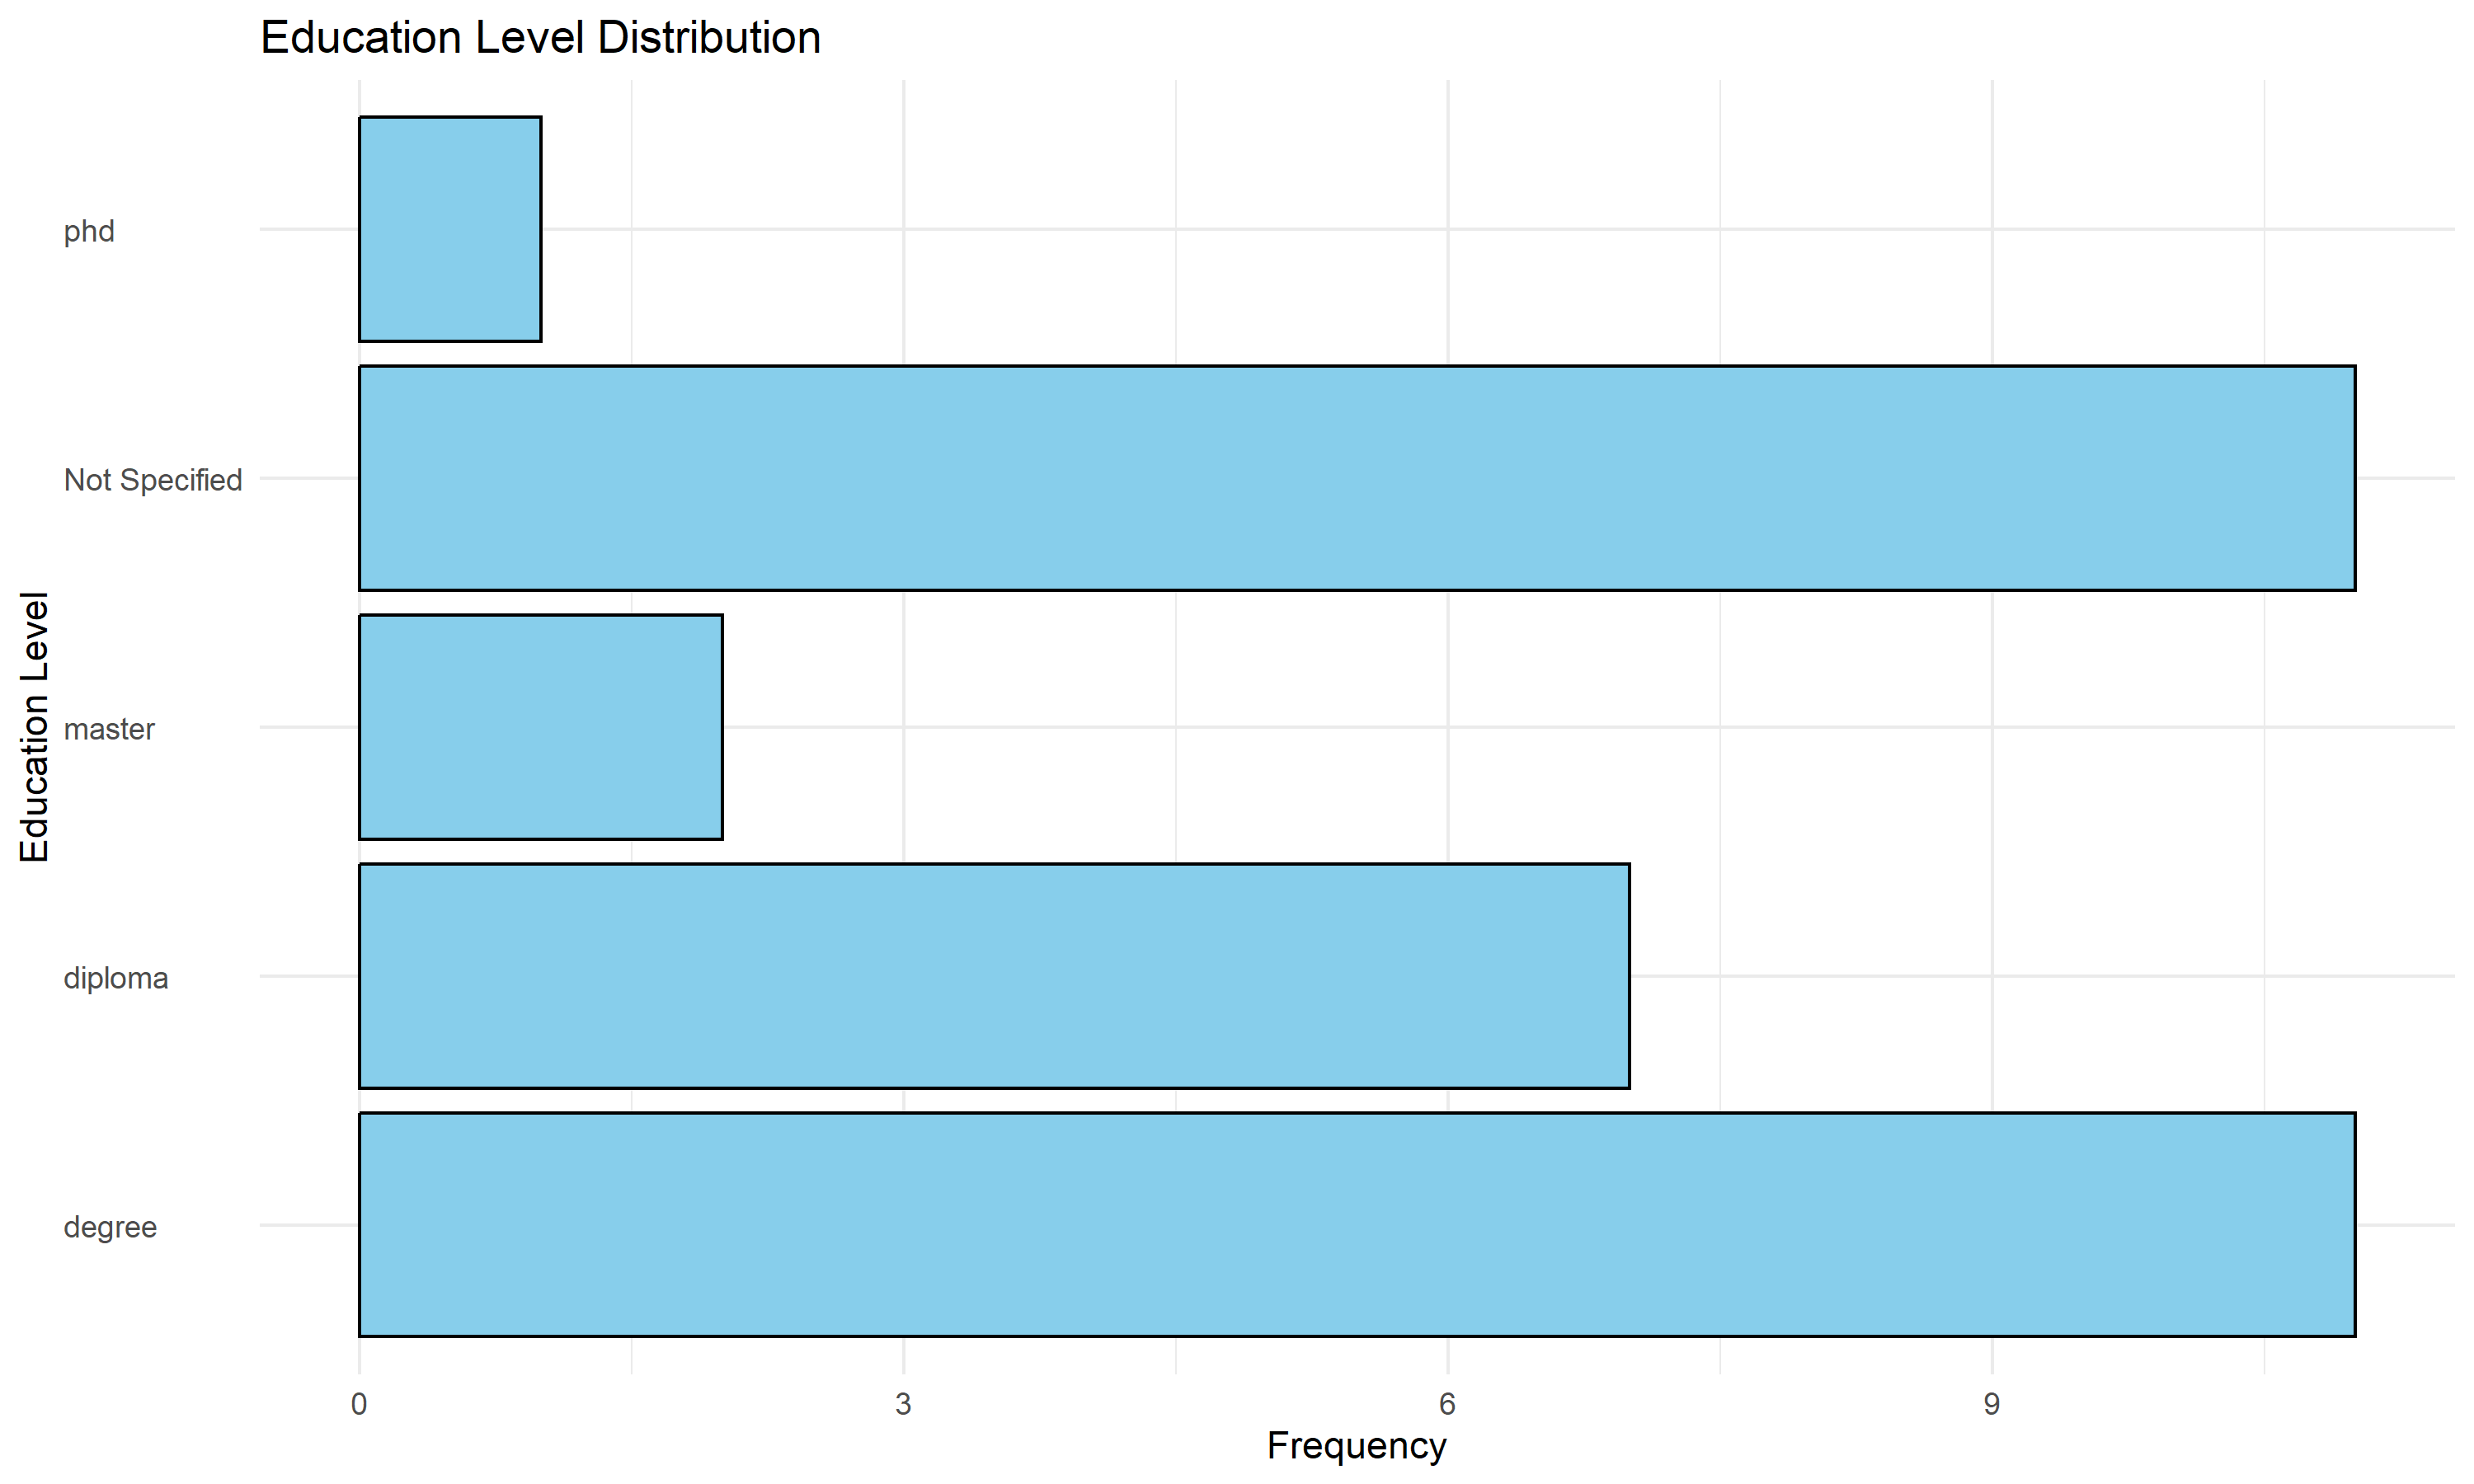 Education Level Distribution
Education Level
phd
Not Specified
master
diploma
degree
0 3 6 9
Frequency